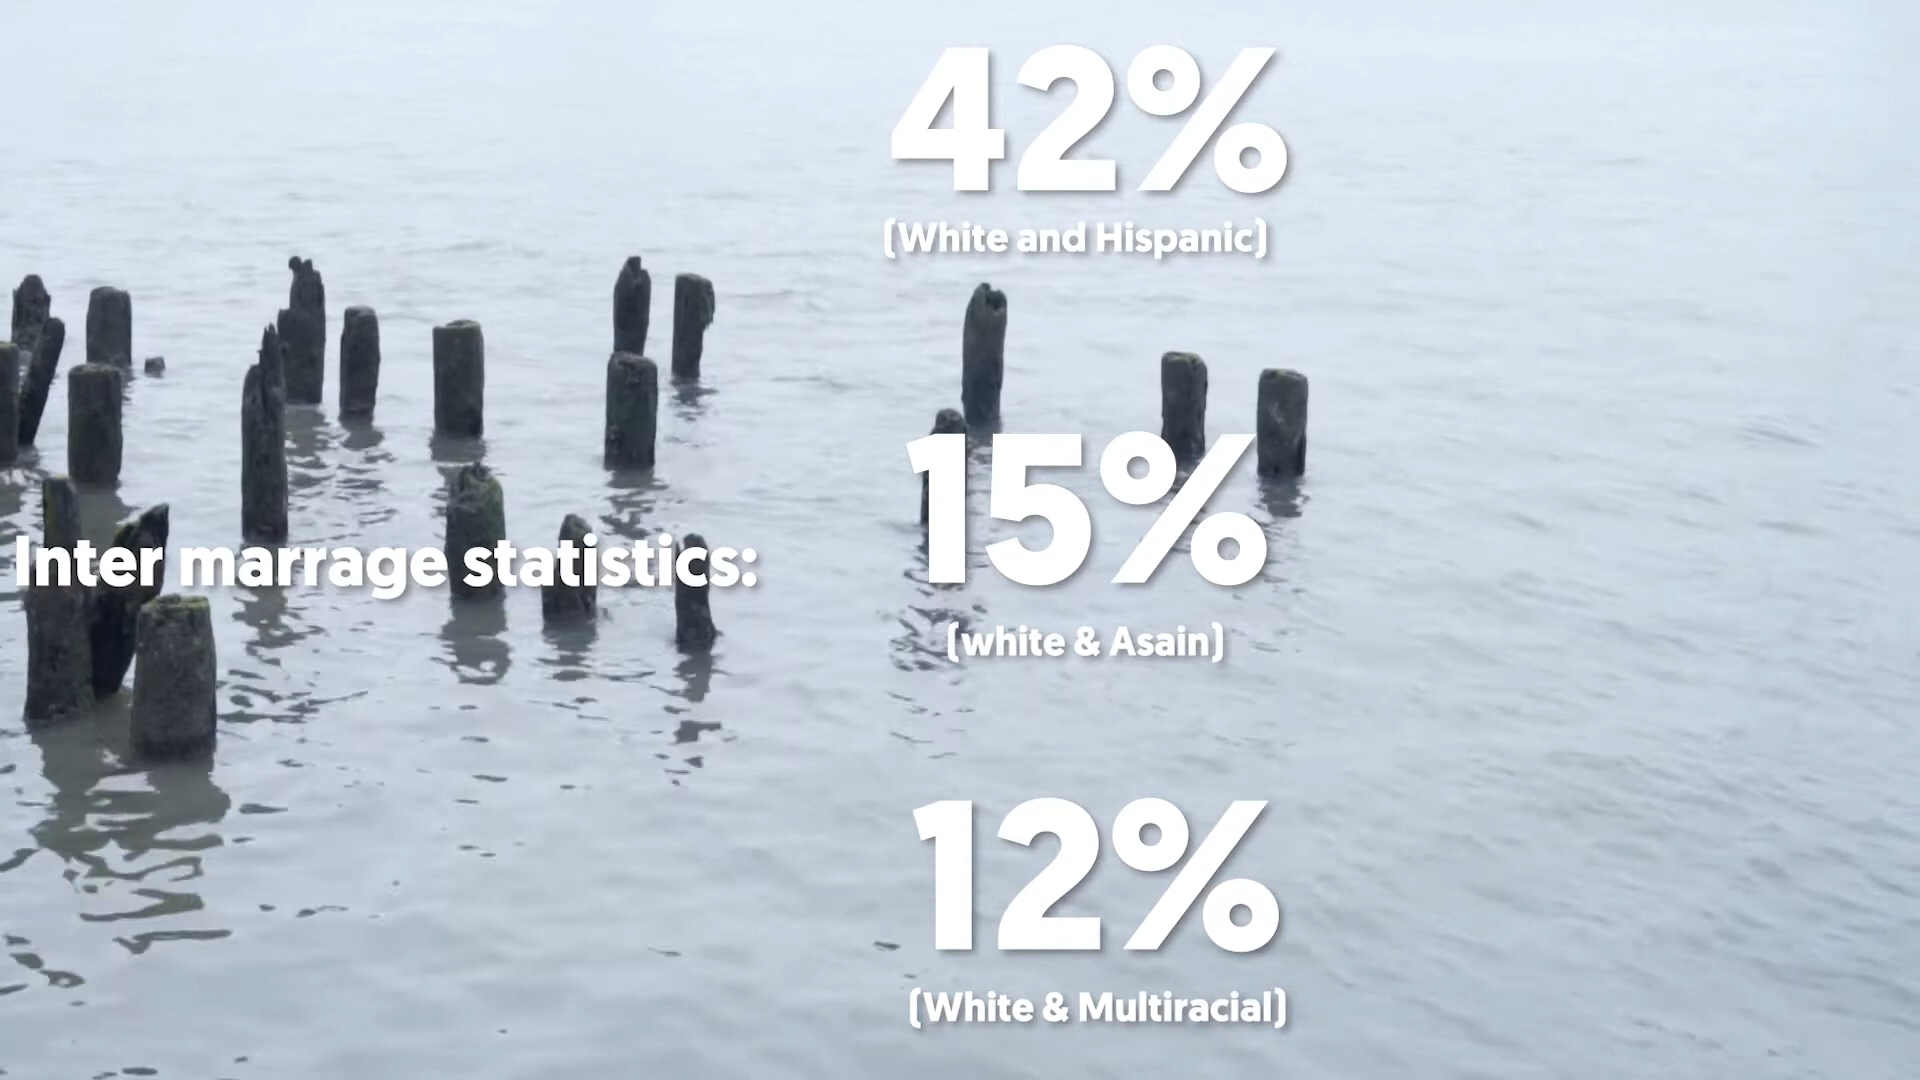 42%
(White and Hispanic)
Inter marrage statistics:
15%
(white & Asain)
12%
(White & Multiracial)